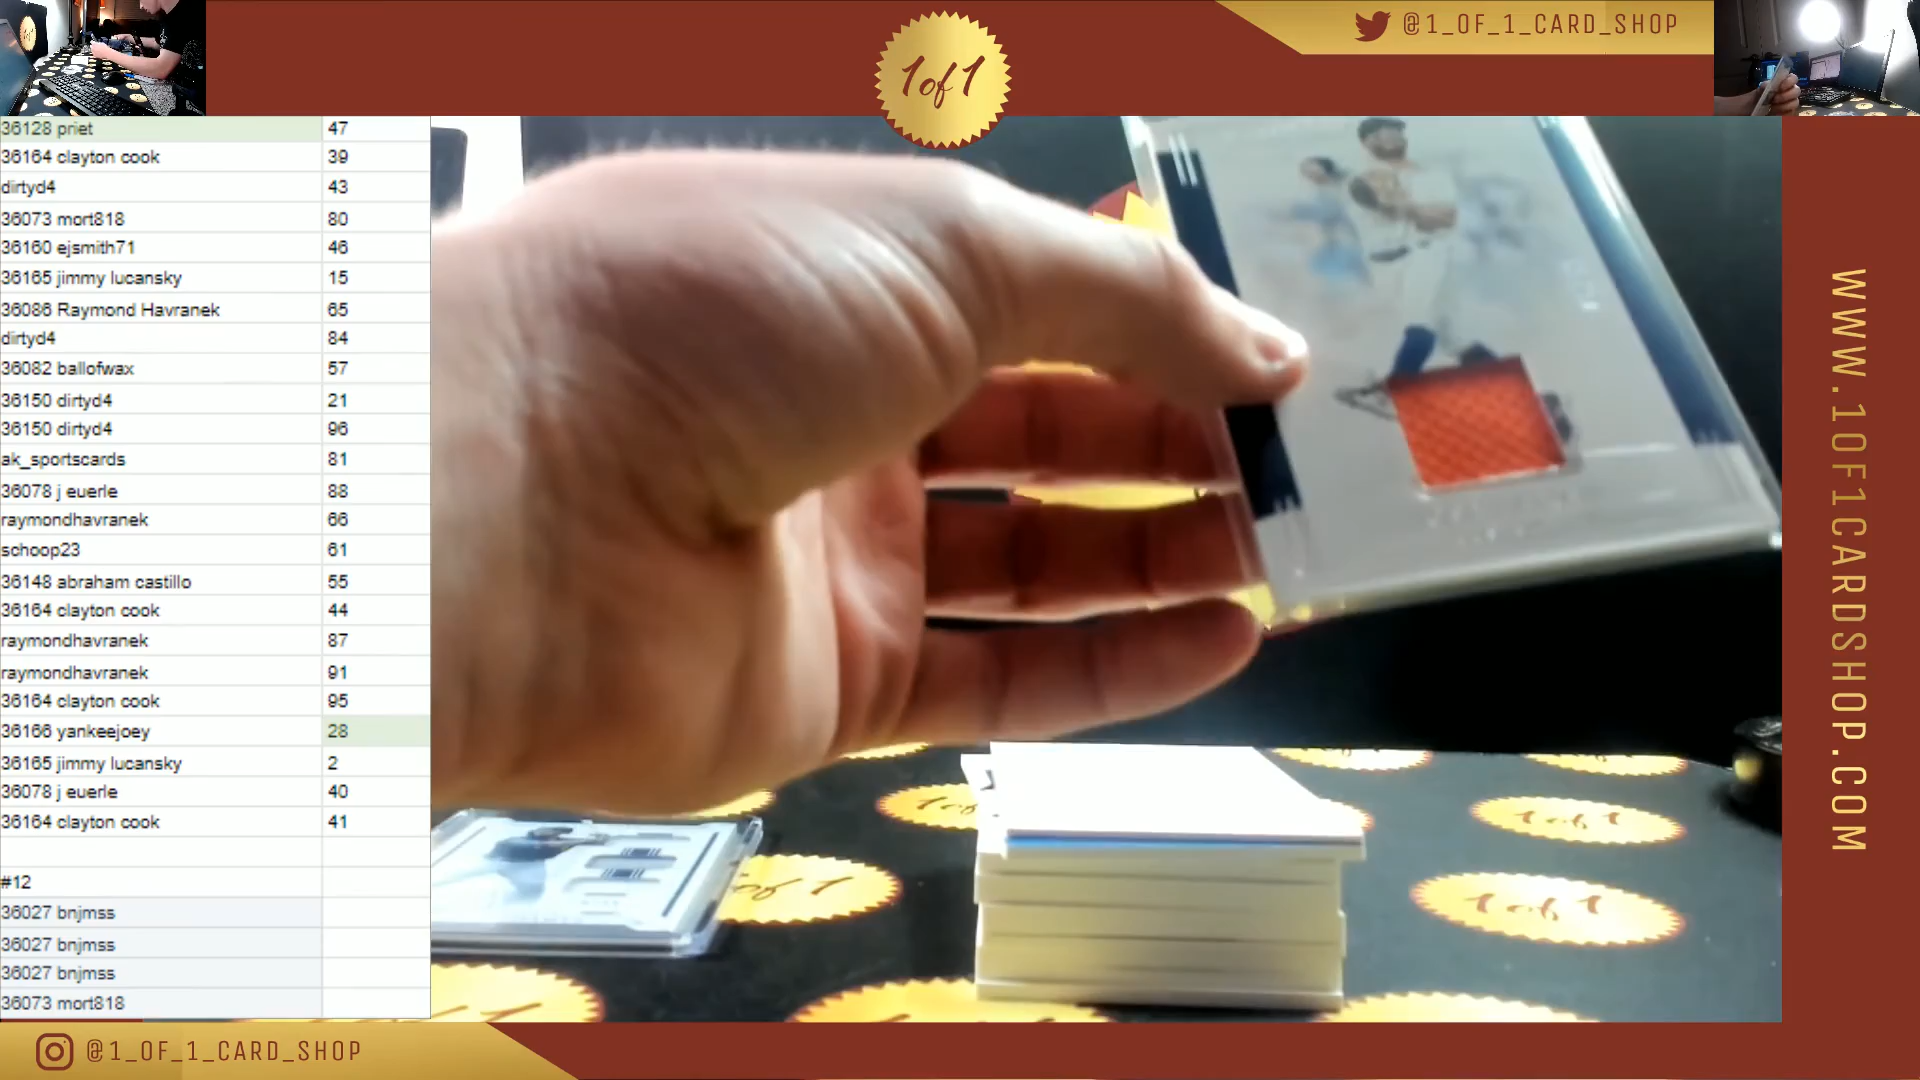 @1_OF_1_CARD_SHOP
1of1
36128 priet 47
36164 clayton cook 39
dirtyd4 43
36073 mort818 80
36160 ejsmith71 46
36165 jimmy lucansky 15
36086 Raymond Havranek 65
dirtyd4 84
36082 ballofwax 57
36150 dirtyd4 21
36150 dirtyd4 96
ak_sportscards 81
36078 j euerle 88
raymondhavranek 66
schoop23 61
36148 abraham castillo 55
36164 clayton cook 44
raymondhavranek 87
raymondhavranek 91
36164 clayton cook 95
36166 yankeejoey 28
36165 jimmy lucansky 2
36078 j euerle 40
36164 clayton cook 41
#12
36027 bnjmss
36027 bnjmss
36027 bnjmss
36073 mort818
1of1
1of1
1of1
WWW.1OF1CARDSHOP.COM
@1_OF_1_CARD_SHOP